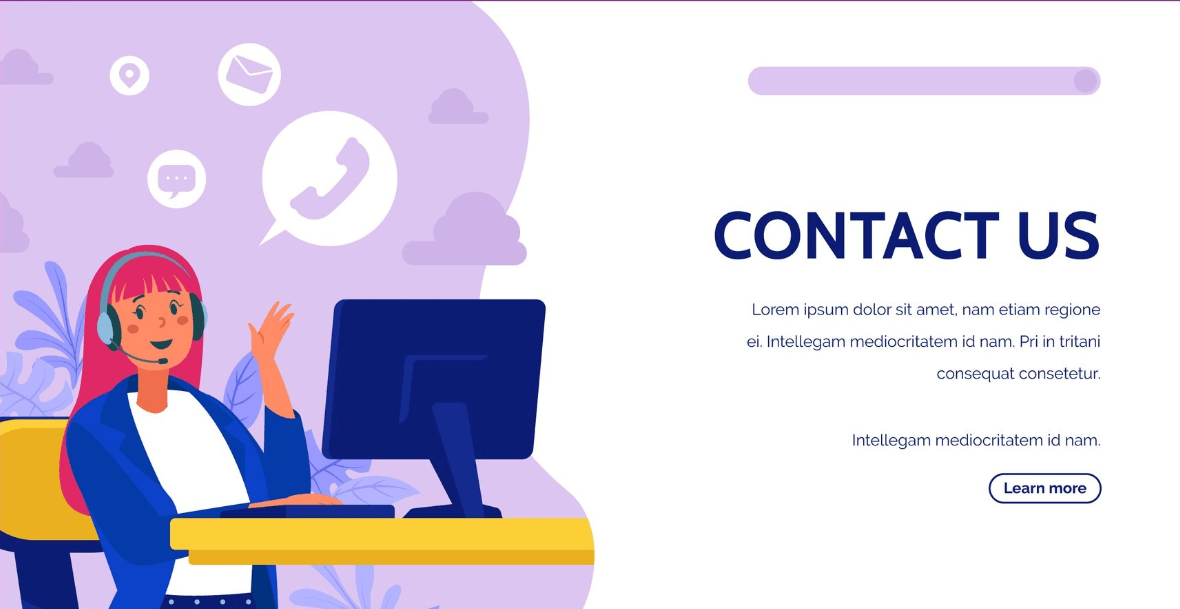 CONTACT US
Lorem ipsum dolor sit amet, nam etiam regione
ei. Intellegam mediocritatem id nam. Pri in tritani
consequat consetetur.
Intellegam mediocritatem id nam.
Learn more